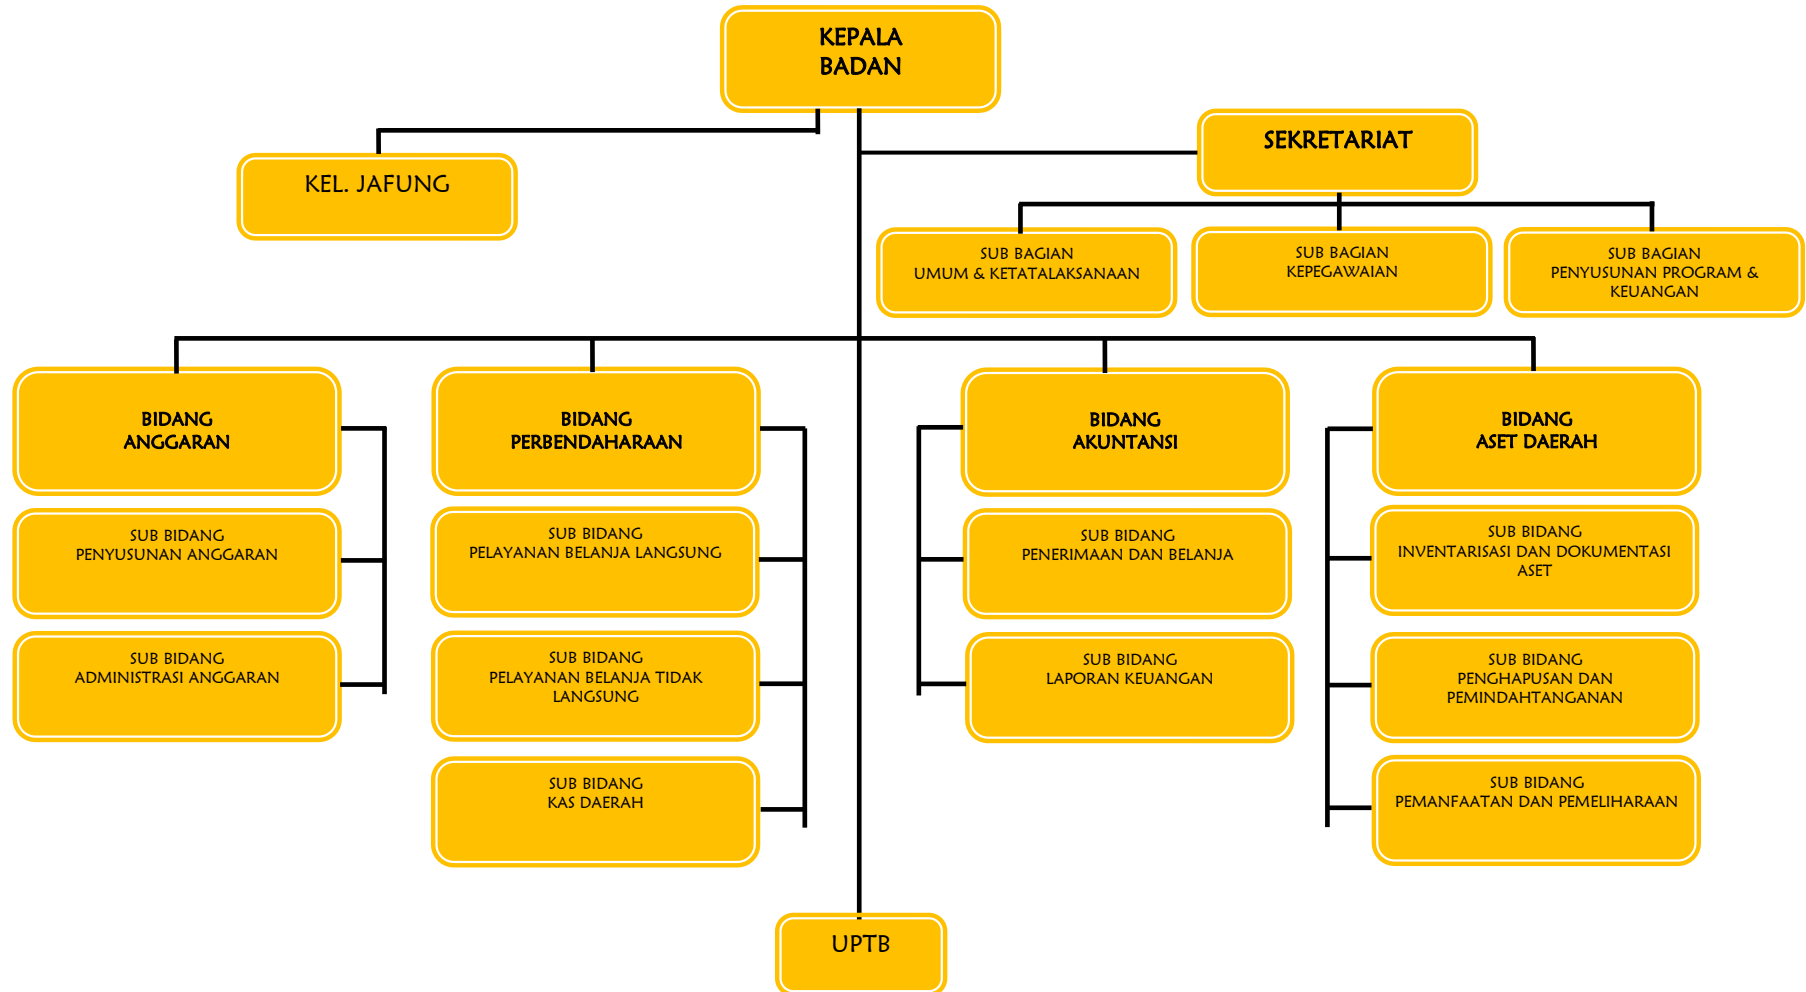 KEPALA
BADAN
SEKRETARIAT
KEL. JAFUNG
SUB BAGIAN
UMUM & KETATALAKSANAAN
SUB BAGIAN
KEPEGAWAIAN
SUB BAGIAN
PENYUSUNAN PROGRAM &
KEUANGAN
BIDANG
ANGGARAN
SUB BIDANG
PENYUSUNAN ANGGARAN
SUB BIDANG
ADMINISTRASI ANGGARAN
BIDANG
PERBENDAHARAAN
SUB BIDANG
PELAYANAN BELANJA LANGSUNG
SUB BIDANG
PELAYANAN BELANJA TIDAK
LANGSUNG
SUB BIDANG
KAS DAERAH
BIDANG
AKUNTANSI
SUB BIDANG
PENERIMAAN DAN BELANJA
SUB BIDANG
LAPORAN KEUANGAN
BIDANG
ASET DAERAH
SUB BIDANG
INVENTARISASI DAN DOKUMENTASI
ASET
SUB BIDANG
PENGHAPUSAN DAN
PEMINDAHTANGANAN
SUB BIDANG
PEMANFAATAN DAN PEMELIHARAAN
UPTB